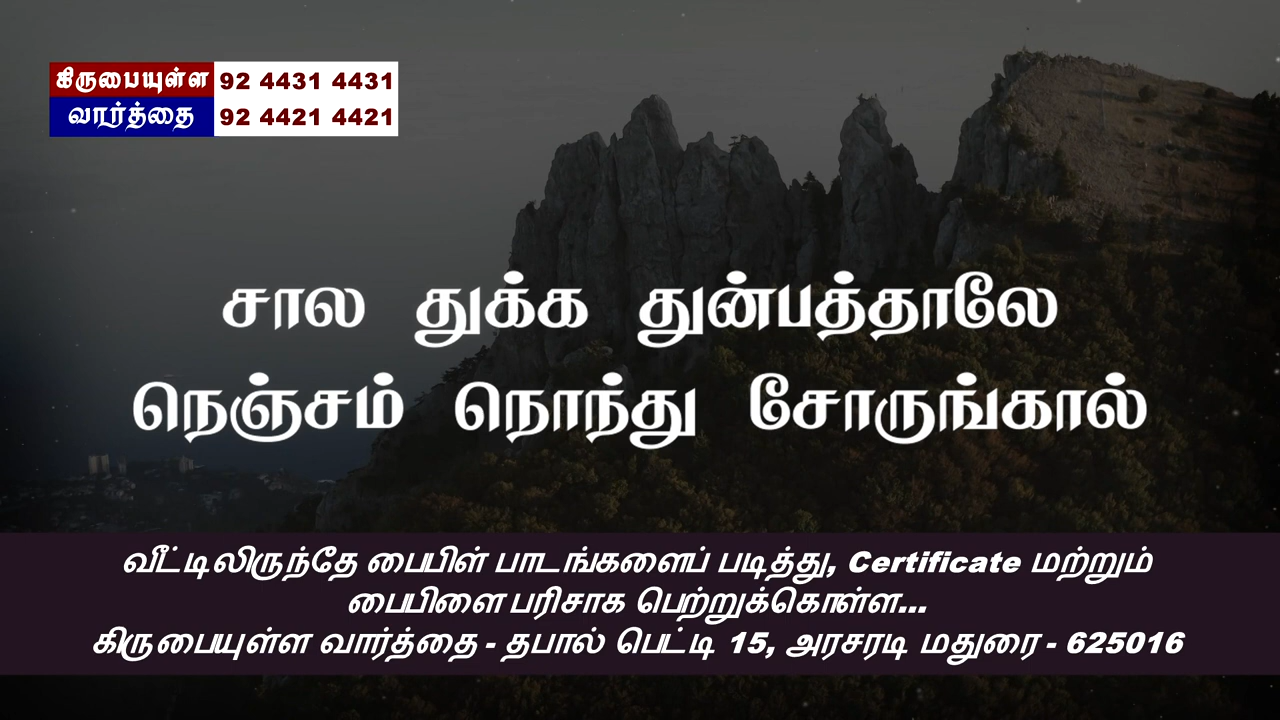 கிருபையுள்ள 92 4431 4431
வார்த்தை 92 4421 4421
சால துக்க துன்பத்தாலே
நெஞ்சம் நொந்து சோருங்கால்
வீட்டிலிருந்தே பைபிள் பாடங்களைப் படித்து, Certificate மற்றும்
பைபிளை பரிசாக பெற்றுக்கொள்ள...
கிருபையுள்ள வார்த்தை - தபால் பெட்டி 15, அரசரடி மதுரை - 625016